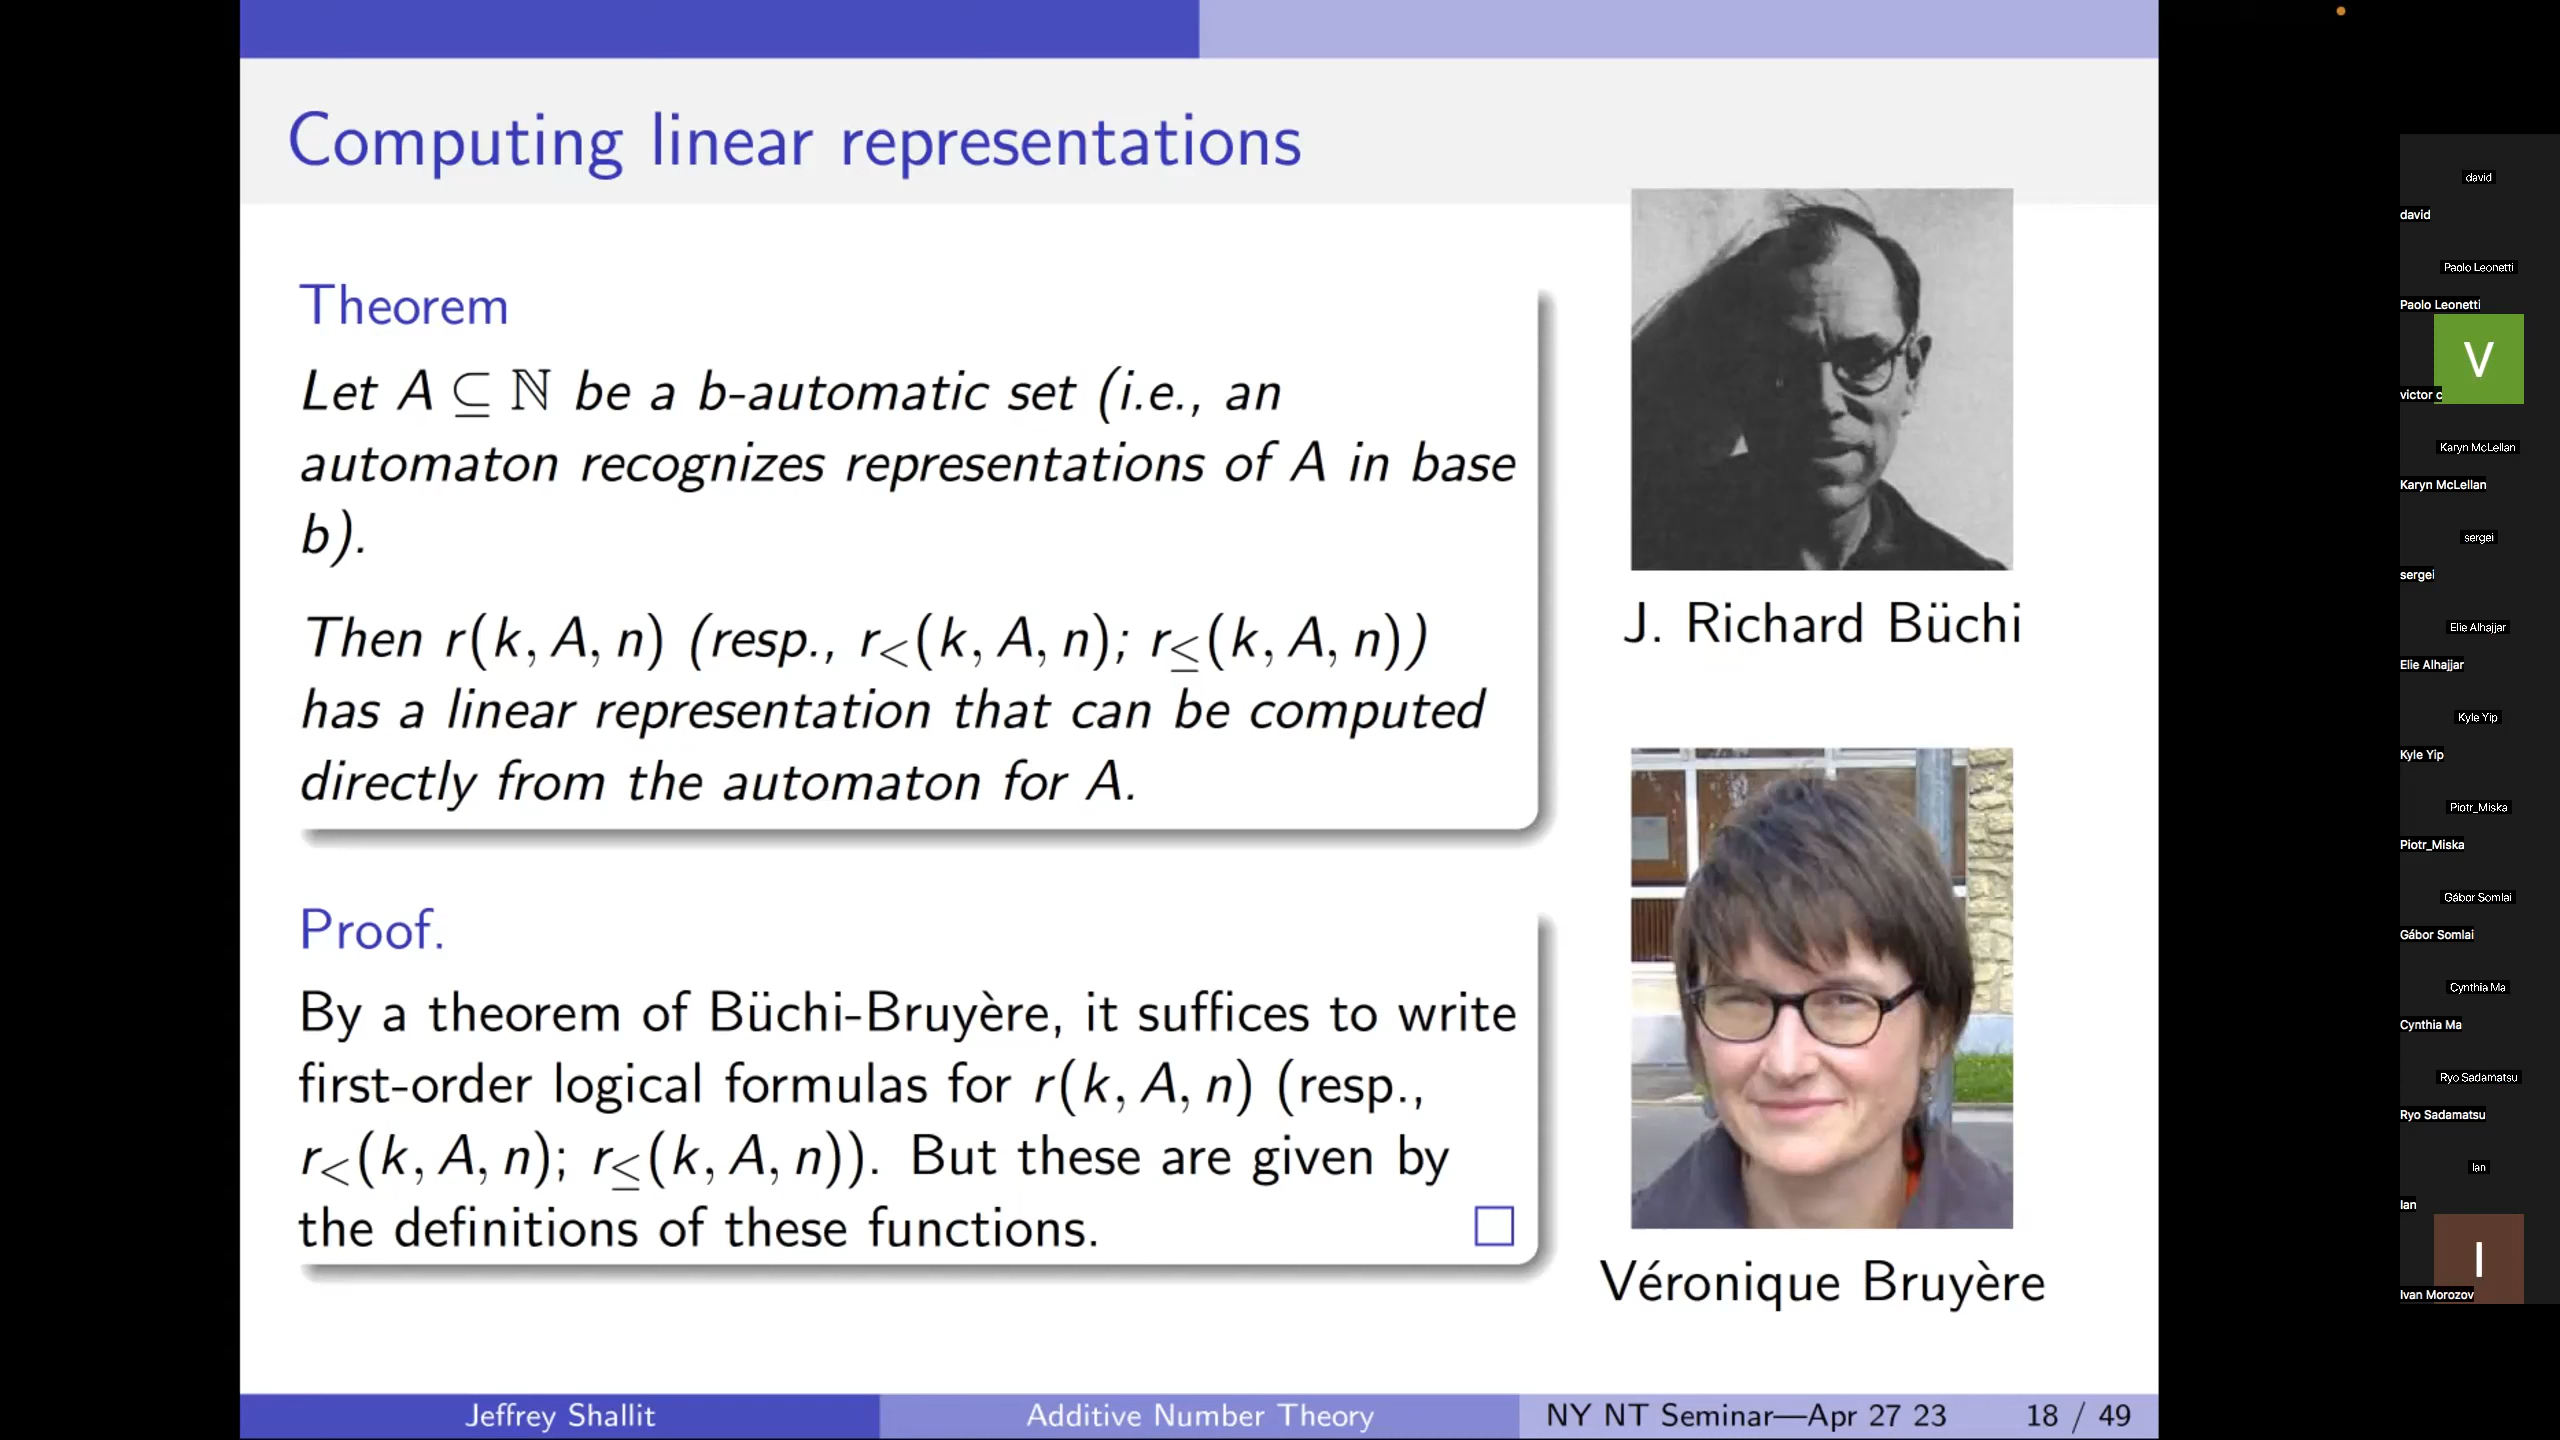 Computing linear representations
Theorem
Let A ⊆ ℕ be a b-automatic set (i.e., an
automaton recognizes representations of A in base
b).
Then r(k, A, n) (resp., r<(k, A, n); r≤(k, A, n))
has a linear representation that can be computed
directly from the automaton for A.
Proof.
By a theorem of Büchi-Bruyère, it suffices to write
first-order logical formulas for r(k, A, n) (resp.,
r<(k, A, n); r≤(k, A, n)). But these are given by
the definitions of these functions.
J. Richard Büchi
Véronique Bruyère
Jeffrey Shallit
Additive Number Theory
NY NT Seminar—Apr 27 23
18 / 49
david
david
Paolo Leonetti
Paolo Leonetti
V
victor c
Karyn McLellan
Karyn McLellan
sergei
sergei
Elie Alhajjar
Elie Alhajjar
Kyle Yip
Kyle Yip
Piotr_Miska
Piotr_Miska
Gábor Somlai
Gábor Somlai
Cynthia Ma
Cynthia Ma
Ryo Sadamatsu
Ryo Sadamatsu
Ian
Ian
I
Ivan Morozov